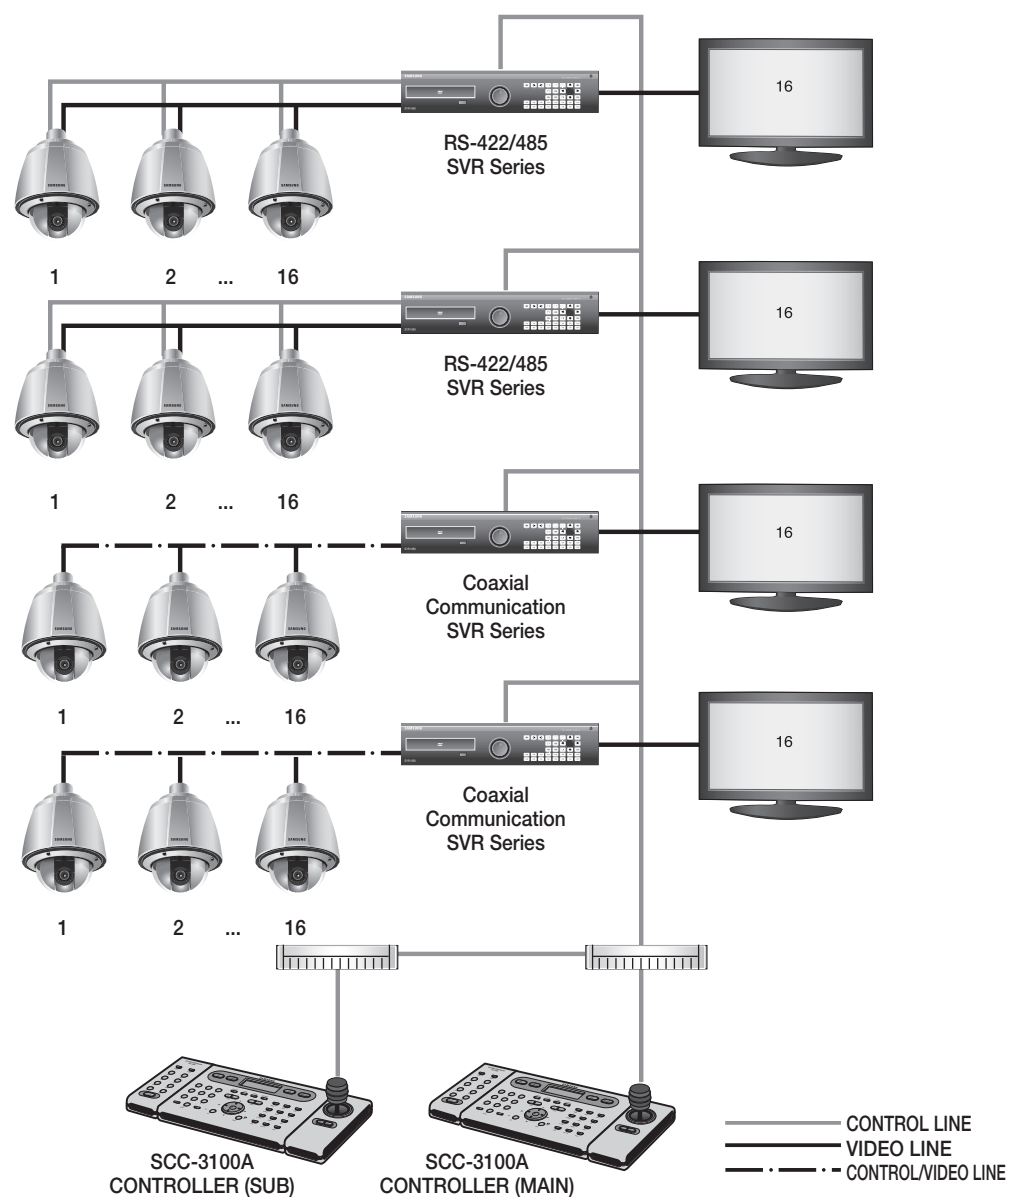 16
RS-422/485
SVR Series
1 2 ... 16
16
RS-422/485
SVR Series
1 2 ... 16
16
Coaxial
Communication
SVR Series
1 2 ... 16
16
Coaxial
Communication
SVR Series
1 2 ... 16
SCC-3100A
CONTROLLER (SUB)
SCC-3100A
CONTROLLER (MAIN)
CONTROL LINE
VIDEO LINE
CONTROL/VIDEO LINE